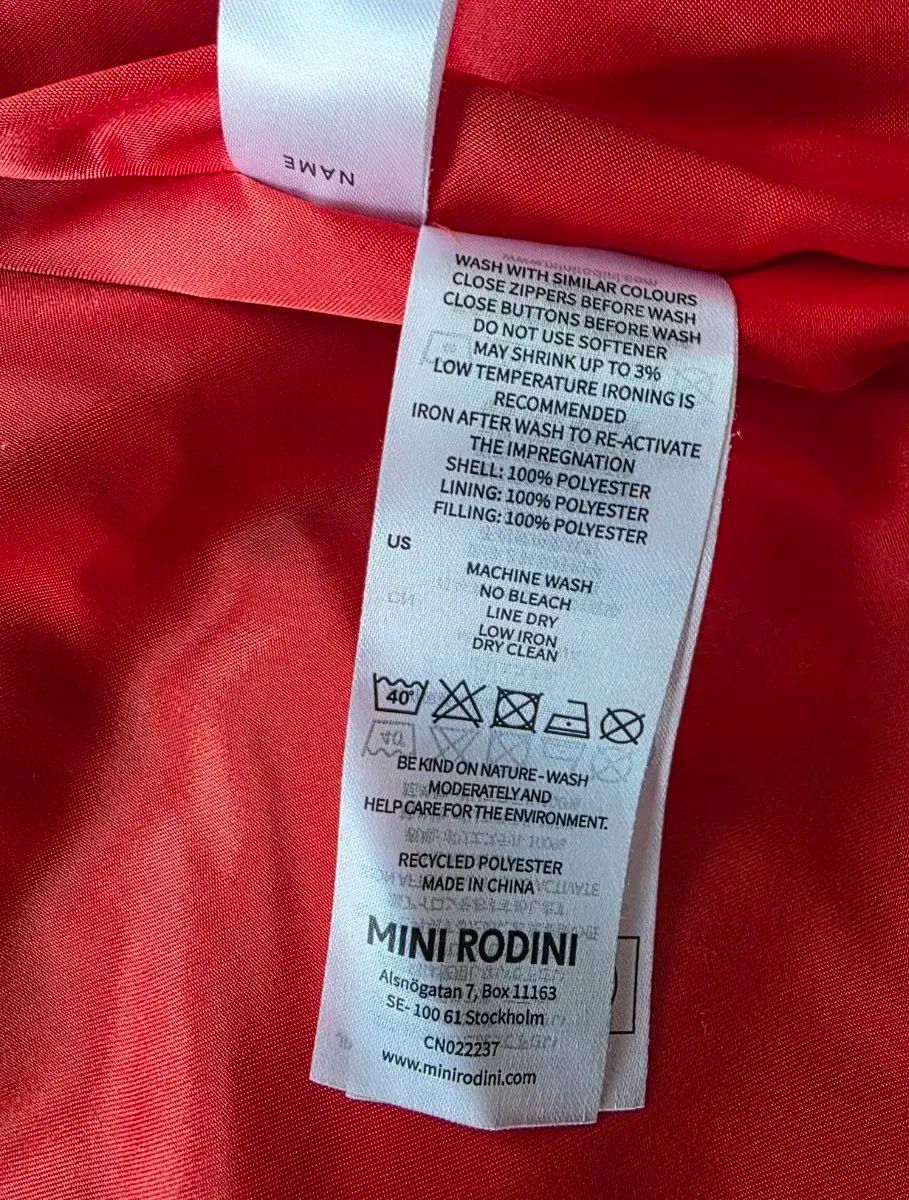 NAME
WASH WITH SIMILAR COLOURS
CLOSE ZIPPERS BEFORE WASH
CLOSE BUTTONS BEFORE WASH
DO NOT USE SOFTENER
MAY SHRINK UP TO 3%
LOW TEMPERATURE IRONING IS
RECOMMENDED
IRON AFTER WASH TO RE-ACTIVATE
THE IMPREGNATION
SHELL: 100% POLYESTER
LINING: 100% POLYESTER
FILLING: 100% POLYESTER
US
MACHINE WASH
NO BLEACH
LINE DRY
LOW IRON
DRY CLEAN
40°
BE KIND ON NATURE - WASH
MODERATELY AND
HELP CARE FOR THE ENVIRONMENT.
RECYCLED POLYESTER
MADE IN CHINA
MINI RODINI
Alsnögatan 7, Box 11163
SE- 100 61 Stockholm
CN022237
www.minirodini.com